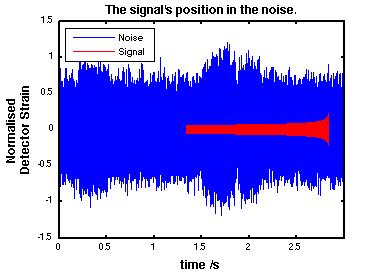 The signal's position in the noise.
Noise
Signal
Normalised
Detector Strain
1.5
1
0.5
0
-0.5
-1
-1.5
0 0.5 1 1.5 2 2.5
time /s